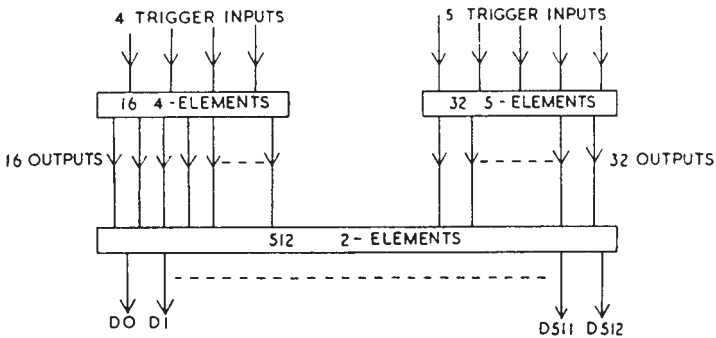 4 TRIGGER INPUTS
5 TRIGGER INPUTS
16 4-ELEMENTS
32 5-ELEMENTS
16 OUTPUTS
32 OUTPUTS
512 2-ELEMENTS
D0 D1
D511 D512